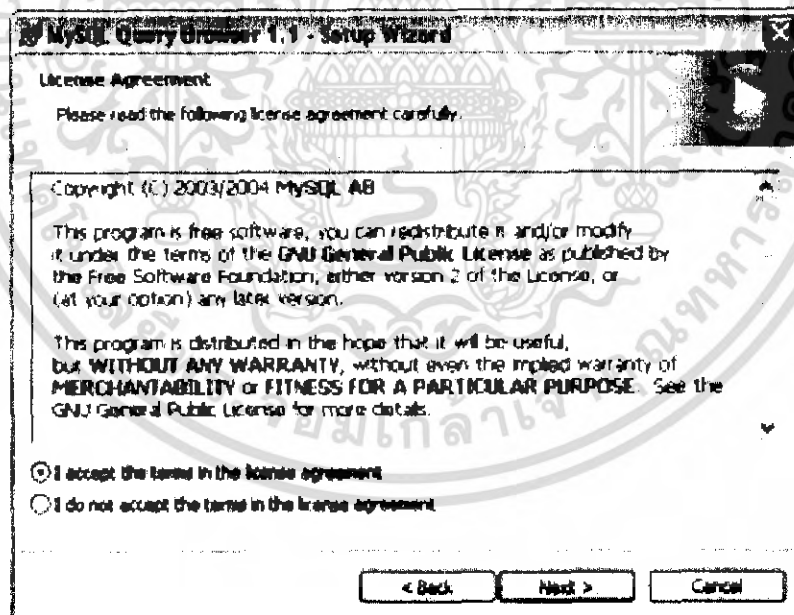 MySQL Query Browser 1.1 - Setup Wizard
License Agreement
Please read the following license agreement carefully.
Copyright (C) 2003/2004 MySQL AB
This program is free software, you can redistribute it and/or modify
it under the terms of the GNU General Public License as published by
the Free Software Foundation, either version 2 of the License, or
(at your option) any later version.
This program is distributed in the hope that it will be useful,
but WITHOUT ANY WARRANTY, without even the implied warranty of
MERCHANTABILITY or FITNESS FOR A PARTICULAR PURPOSE. See the
GNU General Public License for more details.
I accept the terms in the license agreement
I do not accept the terms in the license agreement
< Back
Next >
Cancel